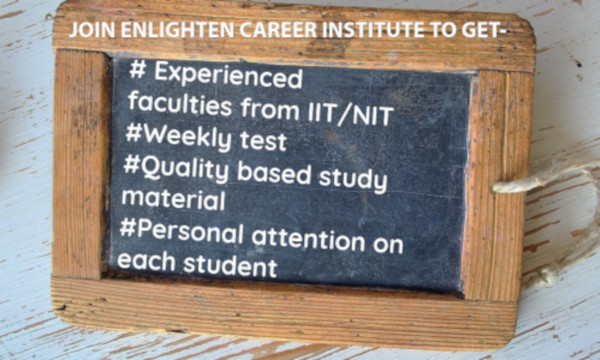 JOIN ENLIGHTEN CAREER INSTITUTE TO GET-
# Experienced
faculties from IIT/NIT
#Weekly test
#Quality based study
material
#Personal attention on
each student